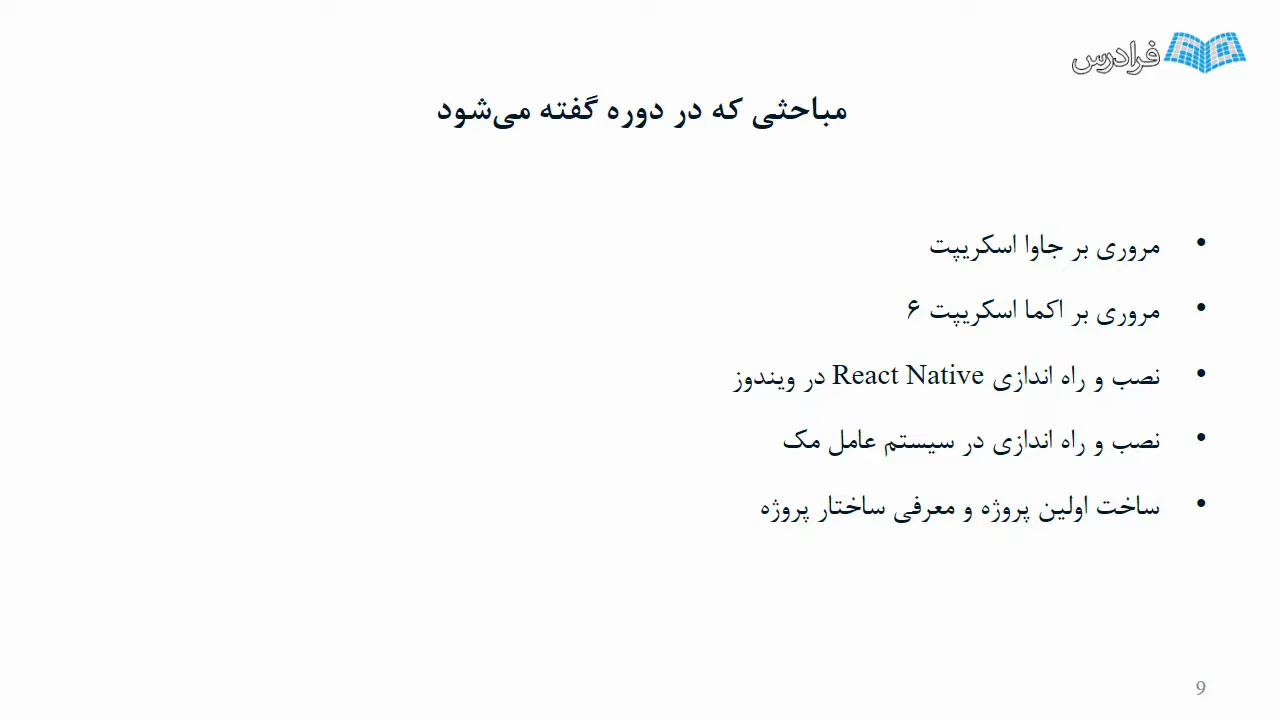 فرادرس
مباحثی که در دوره گفته می‌شود
• مروری بر جاوا اسکریپت
• مروری بر اکما اسکریپت ۶
• نصب و راه اندازی React Native در ویندوز
• نصب و راه اندازی در سیستم عامل مک
• ساخت اولین پروژه و معرفی ساختار پروژه
9